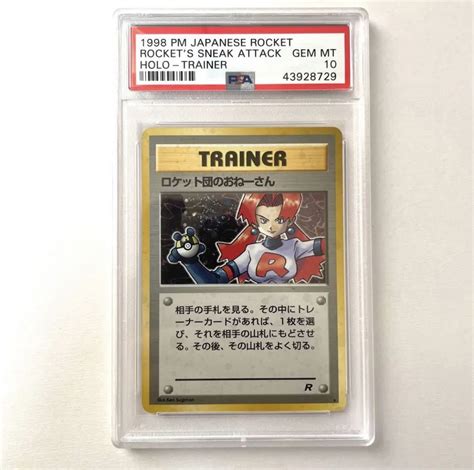 1998 PM JAPANESE ROCKET
ROCKET'S SNEAK ATTACK GEM MT
HOLO – TRAINER 10
PSA 43928729
TRAINER
ロケット団のおねーさん
R
相手の手札を見る。その中にトレ
ーナーカードがあれば、1枚を選
び、それを相手の山札にもどさせ
る。その後、その山札をよく切る。
R
Illus. Ken Sugimori